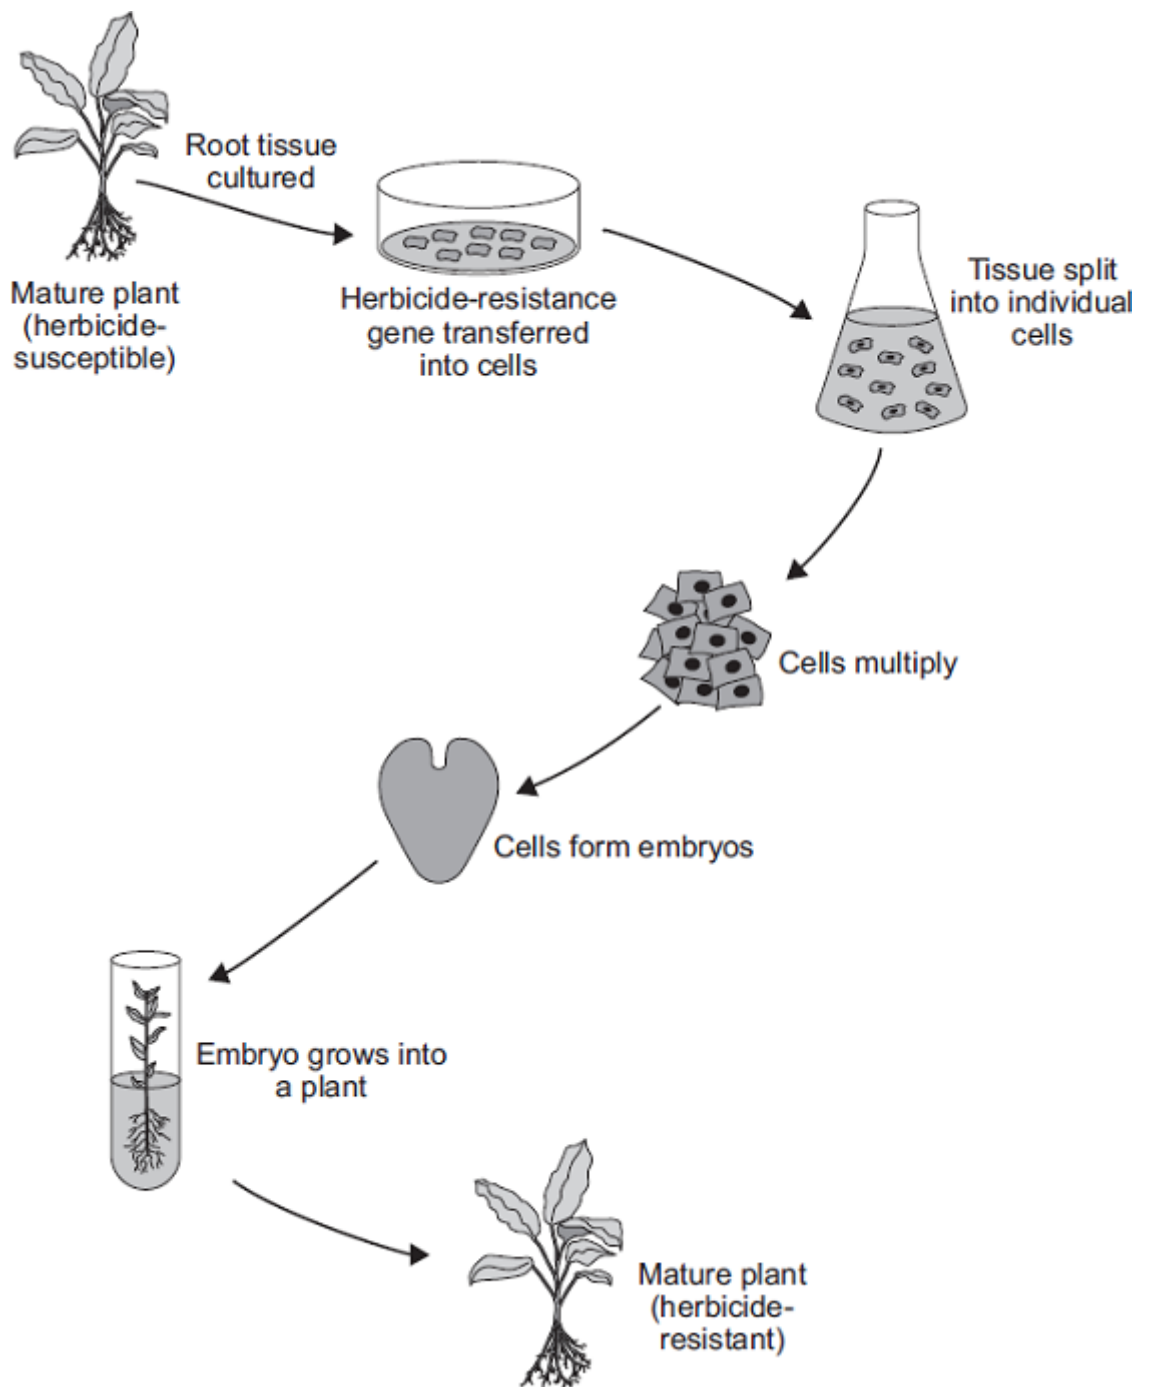 Root tissue
cultured
Mature plant
(herbicide-
susceptible)
Herbicide-resistance
gene transferred
into cells
Tissue split
into individual
cells
Cells multiply
Cells form embryos
Embryo grows into
a plant
Mature plant
(herbicide-
resistant)